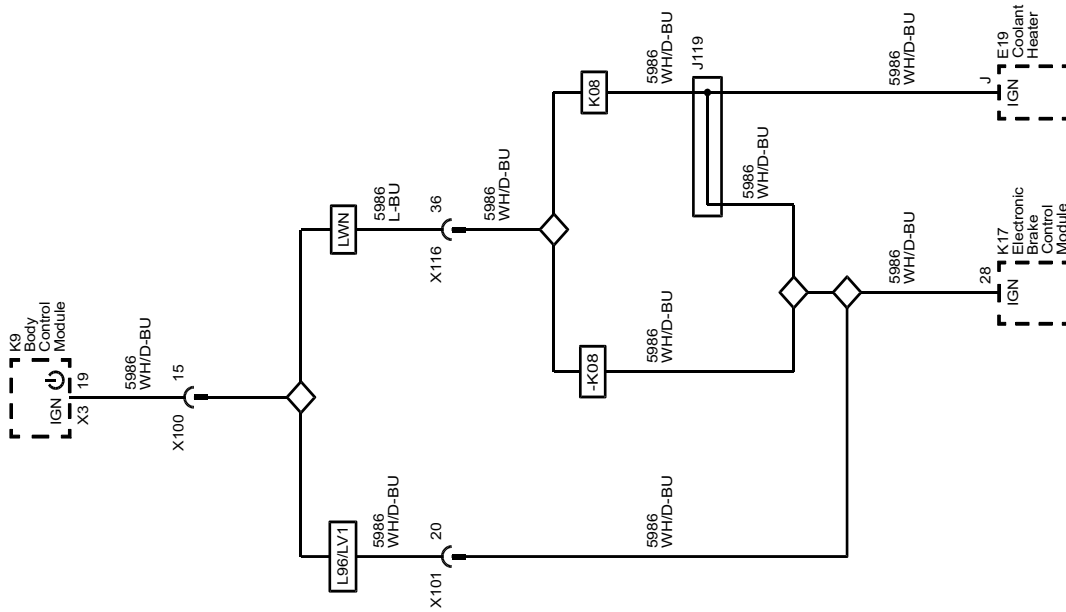 K9
Body
Control
Module
IGN
X3
19
5986
WH/D-BU
X100
15
L96/LV1
LWN
5986
WH/D-BU
X101
20
5986
L-BU
X116
36
5986
WH/D-BU
-K08
K08
5986
WH/D-BU
5986
WH/D-BU
5986
WH/D-BU
J119
5986
WH/D-BU
5986
WH/D-BU
5986
WH/D-BU
28
IGN
K17
Electronic
Brake
Control
Module
J
IGN
E19
Coolant
Heater